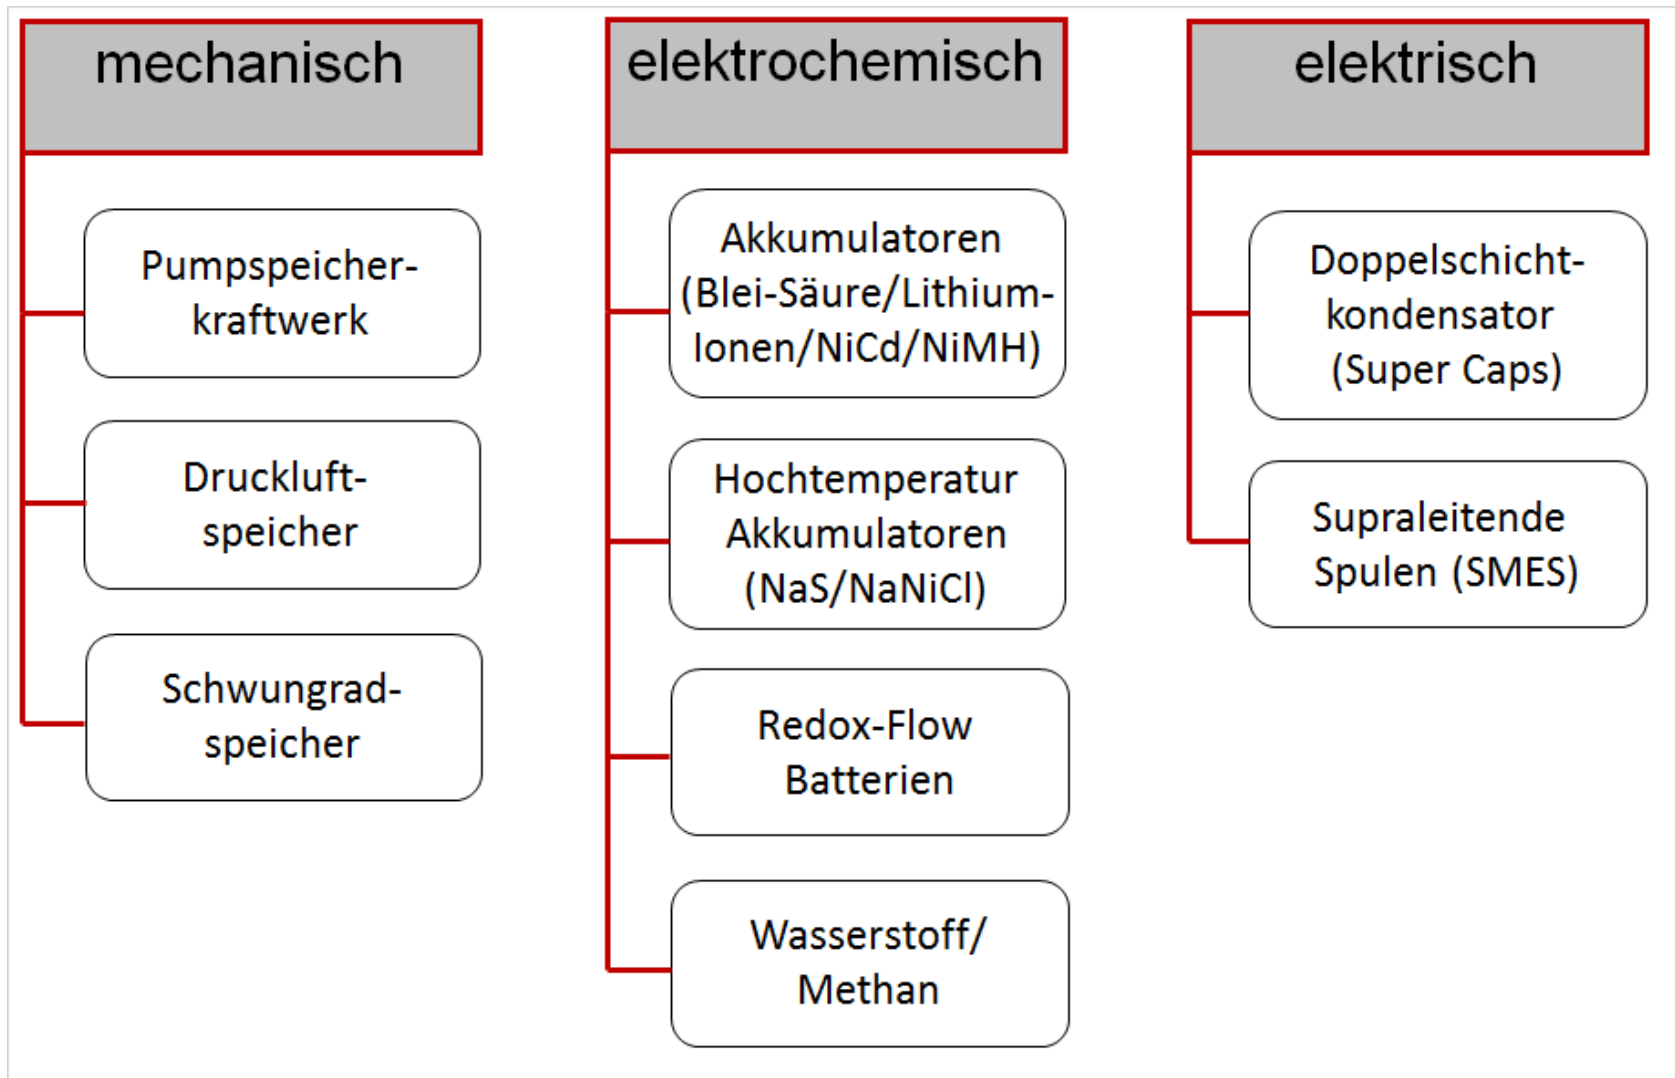 mechanisch
Pumpspeicher-
kraftwerk
Druckluft-
speicher
Schwungrad-
speicher
elektrochemisch
Akkumulatoren
(Blei-Säure/Lithium-
Ionen/NiCd/NiMH)
Hochtemperatur
Akkumulatoren
(NaS/NaNiCl)
Redox-Flow
Batterien
Wasserstoff/
Methan
elektrisch
Doppelschicht-
kondensator
(Super Caps)
Supraleitende
Spulen (SMES)